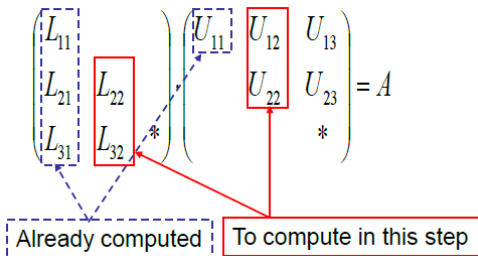 L11 U11 U12 U13
L21 L22 . U22 U23 = A
L31 L32 * *
Already computed To compute in this step